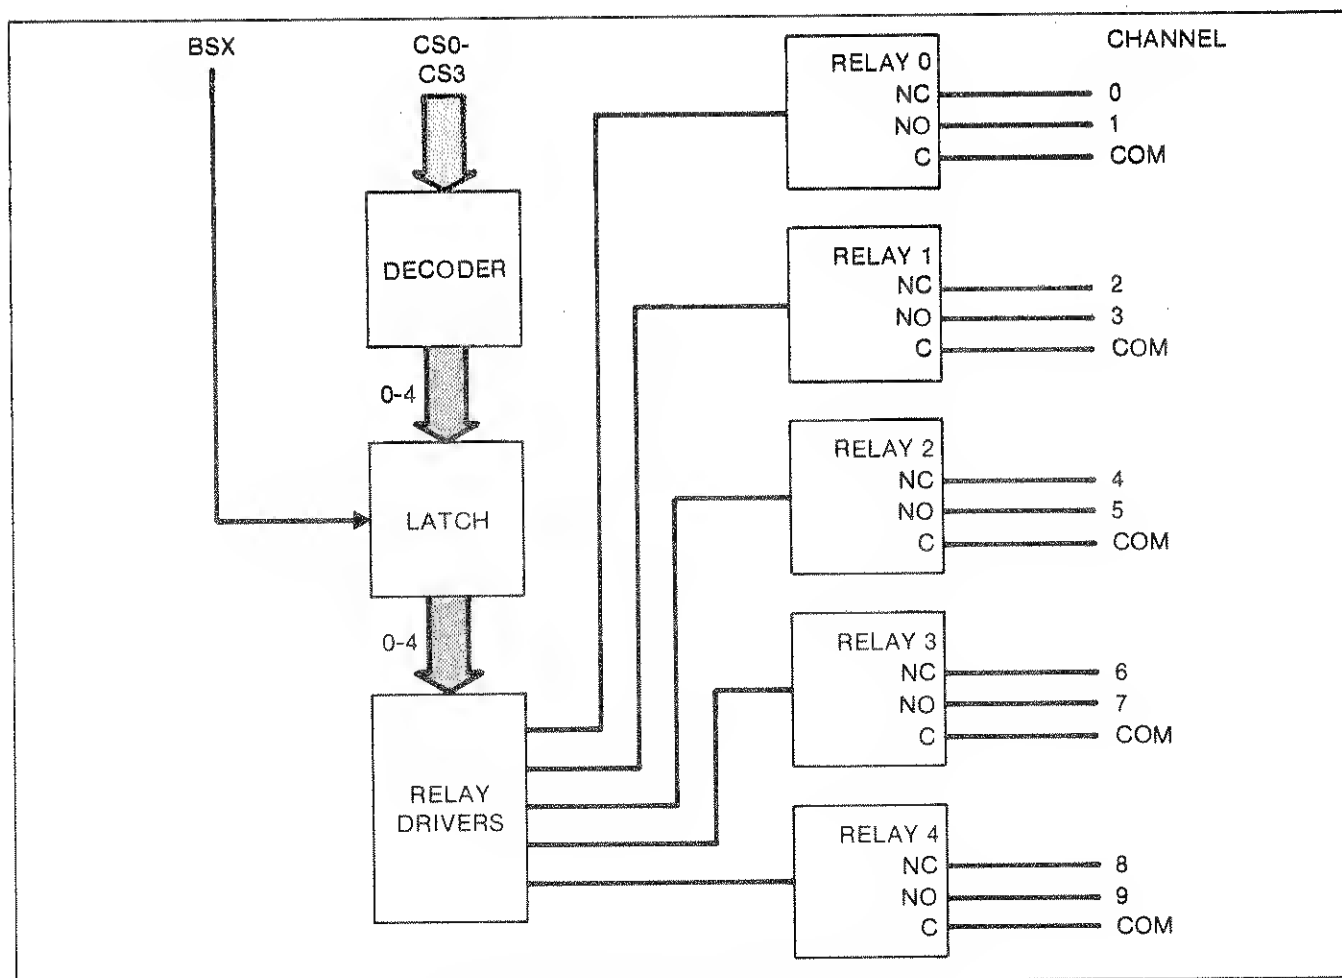 BSX
CS0-
CS3
DECODER
0-4
LATCH
0-4
RELAY
DRIVERS
CHANNEL
RELAY 0
NC 0
NO 1
C COM
RELAY 1
NC 2
NO 3
C COM
RELAY 2
NC 4
NO 5
C COM
RELAY 3
NC 6
NO 7
C COM
RELAY 4
NC 8
NO 9
C COM